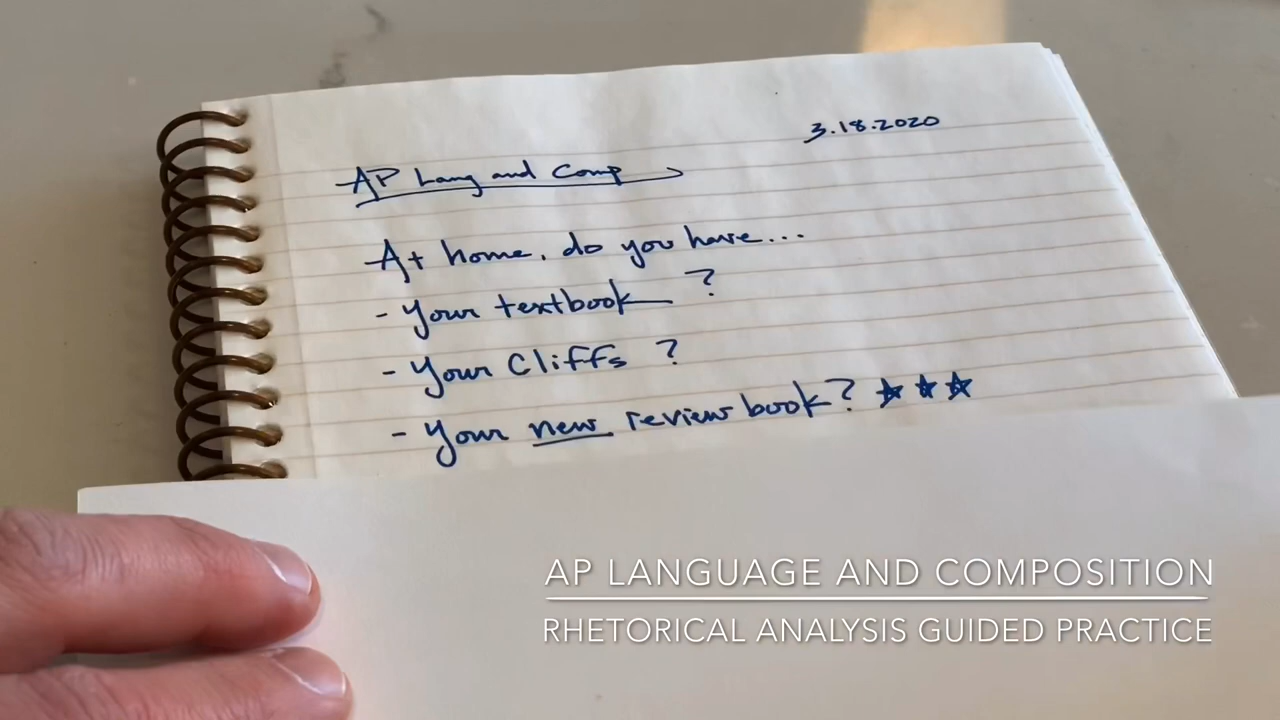 3.18.2020
AP Lang and Comp
At home, do you have...
- Your textbook ?
- Your Cliffs ?
- Your new review book? ★ ★ ★
AP LANGUAGE AND COMPOSITION
RHETORICAL ANALYSIS GUIDED PRACTICE